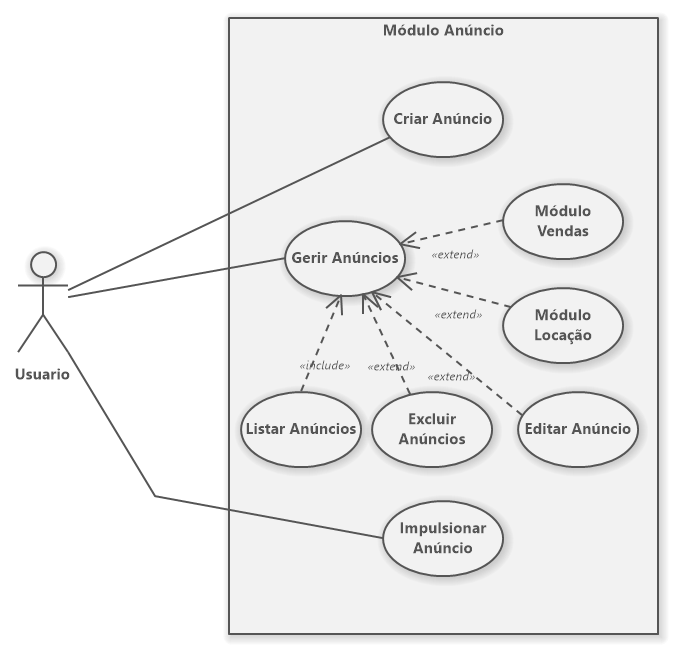 Módulo Anúncio
Criar Anúncio
Módulo
Vendas
Gerir Anúncios
«extend»
Módulo
Locação
«extend»
Usuario
«include»
«extend»
«extend»
Listar Anúncios
Excluir
Anúncios
Editar Anúncio
Impulsionar
Anúncio